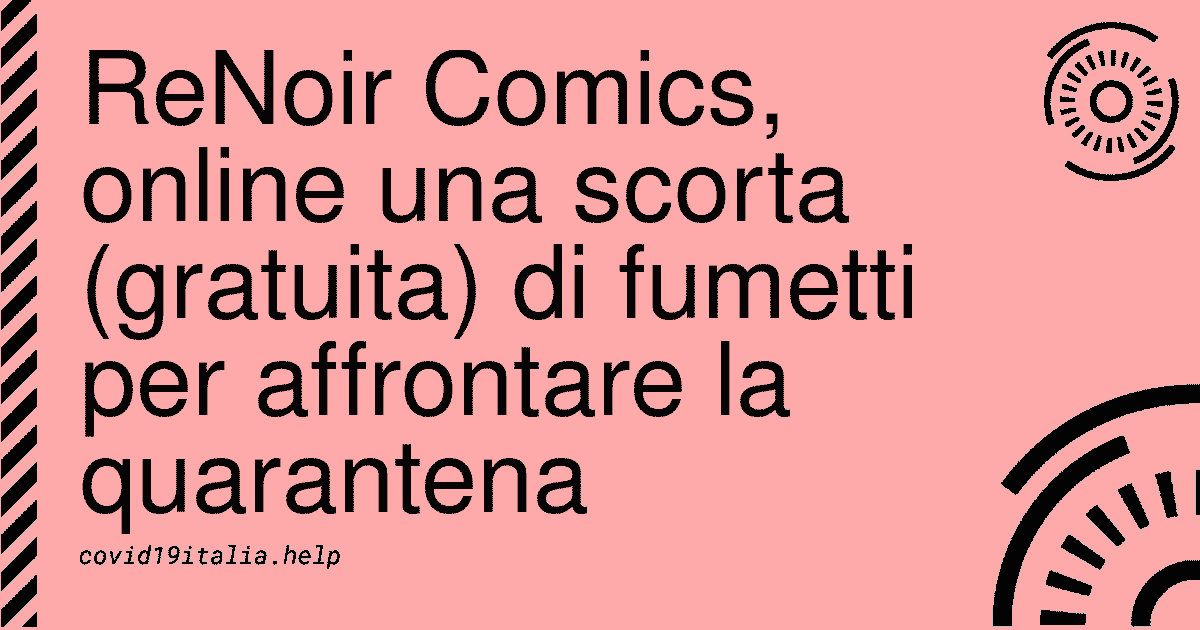 ReNoir Comics,
online una scorta
(gratuita) di fumetti
per affrontare la
quarantena
covid19italia.help